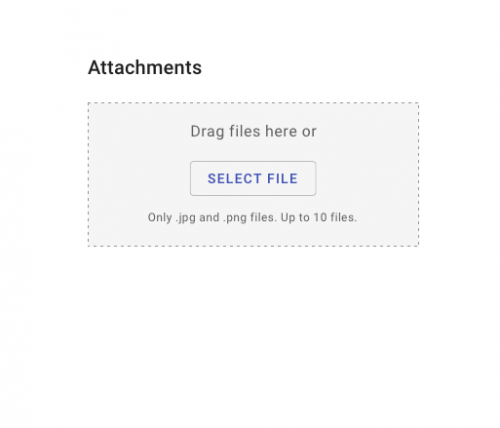 Attachments
Drag files here or
SELECT FILE
Only .jpg and .png files. Up to 10 files.